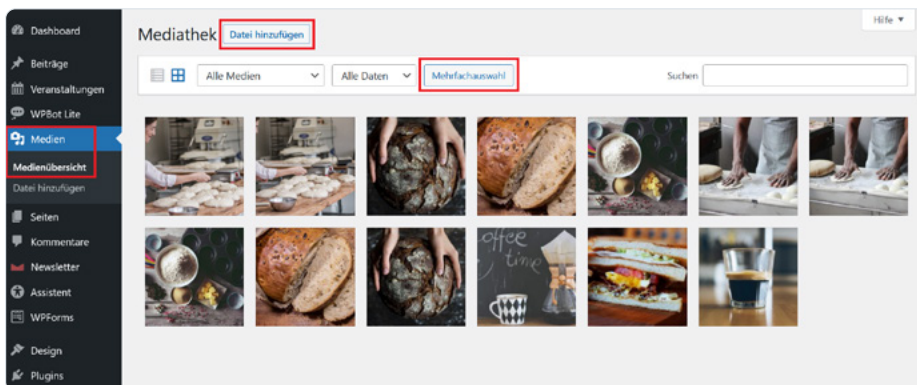 Dashboard
Beiträge
Veranstaltungen
WPBot Lite
Medien
Medienübersicht
Datei hinzufügen
Seiten
Kommentare
Newsletter
Assistent
WPForms
Design
Plugins
Mediathek
Datei hinzufügen
Hilfe ▼
Alle Medien
Alle Daten
Mehrfachauswahl
Suchen
offee
time